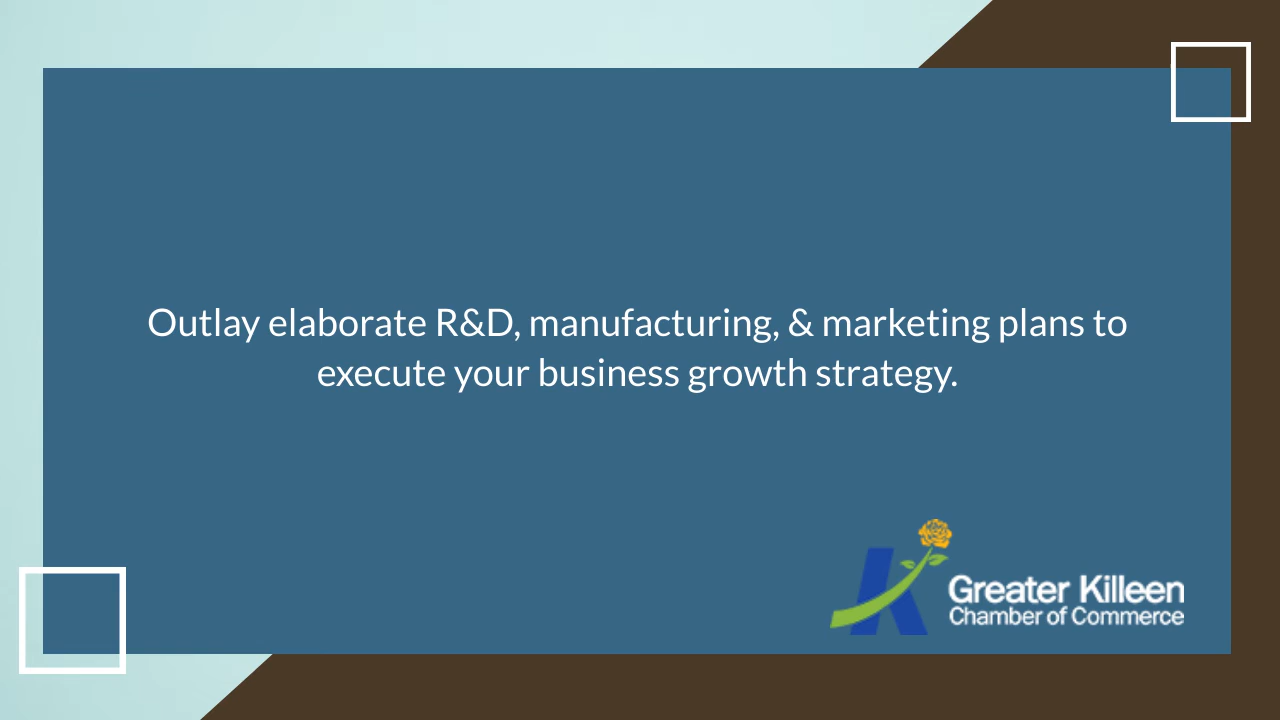 Outlay elaborate R&D, manufacturing, & marketing plans to
execute your business growth strategy.
Greater Killeen
Chamber of Commerce